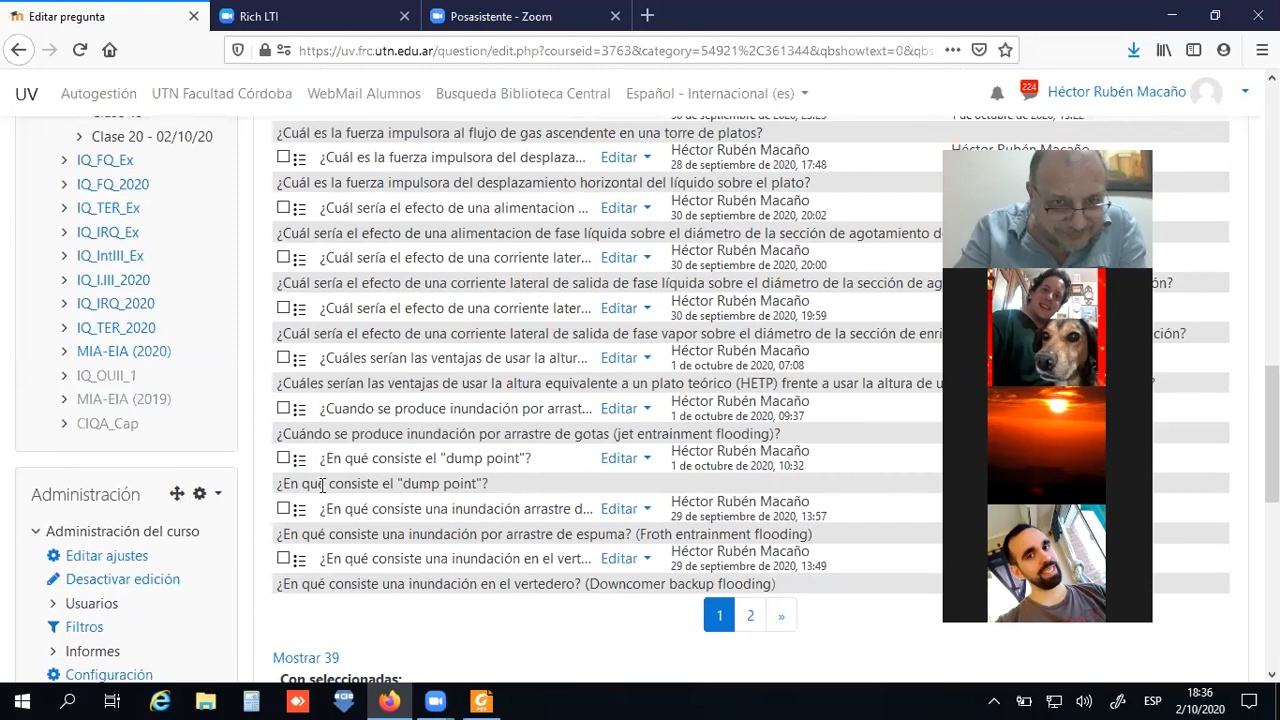 Editar pregunta
Rich LTI
Posasistente - Zoom
https://uv.frc.utn.edu.ar/question/edit.php?courseid=3763&category=54921%2C361344&qbshowtext=0&qbs
UV
Autogestión
UTN Facultad Córdoba
WebMail Alumnos
Busqueda Biblioteca Central
Español - Internacional (es)
224
Héctor Rubén Macaño
Clase 20 - 02/10/20
IQ_FQ_Ex
IQ_FQ_2020
IQ_TER_Ex
IQ_IRQ_Ex
IQ_IntIII_Ex
IQ_I.III_2020
IQ_IRQ_2020
IQ_TER_2020
MIA-EIA (2020)
IQ_OUII_1
MIA-EIA (2019)
CIQA_Cap
Administración
Administración del curso
Editar ajustes
Desactivar edición
Usuarios
Filtros
Informes
Configuración
¿Cuál es la fuerza impulsora al flujo de gas ascendente en una torre de platos?
¿Cuál es la fuerza impulsora del desplaza... Editar Héctor Rubén Macaño
28 de septiembre de 2020, 17:48
¿Cuál es la fuerza impulsora del desplazamiento horizontal del líquido sobre el plato?
¿Cuál sería el efecto de una alimentacion ... Editar Héctor Rubén Macaño
30 de septiembre de 2020, 20:02
¿Cuál sería el efecto de una alimentacion de fase líquida sobre el diámetro de la sección de agotamiento
¿Cuál sería el efecto de una corriente later... Editar Héctor Rubén Macaño
30 de septiembre de 2020, 20:00
¿Cuál sería el efecto de una corriente lateral de salida de fase líquida sobre el diámetro de la sección de
¿Cuál sería el efecto de una corriente later... Editar Héctor Rubén Macaño
30 de septiembre de 2020, 19:59
¿Cuál sería el efecto de una corriente lateral de salida de fase vapor sobre el diámetro de la sección de
¿Cuáles serían las ventajas de usar la altur... Editar Héctor Rubén Macaño
1 de octubre de 2020, 07:08
¿Cuáles serían las ventajas de usar la altura equivalente a un plato teórico (HETP) frente a usar la altura de
¿Cuando se produce inundación por arrast... Editar Héctor Rubén Macaño
1 de octubre de 2020, 09:37
¿Cuándo se produce inundación por arrastre de gotas (jet entrainment flooding)?
¿En qué consiste el "dump point"? Editar Héctor Rubén Macaño
1 de octubre de 2020, 10:32
¿En qué consiste el "dump point"?
¿En qué consiste una inundación arrastre d... Editar Héctor Rubén Macaño
29 de septiembre de 2020, 13:57
¿En qué consiste una inundación por arrastre de espuma? (Froth entrainment flooding)
¿En qué consiste una inundación en el vert... Editar Héctor Rubén Macaño
29 de septiembre de 2020, 13:49
¿En qué consiste una inundación en el vertedero? (Downcomer backup flooding)
1 2 »
Mostrar 39
Con seleccionadas:
ESP
18:36
2/10/2020